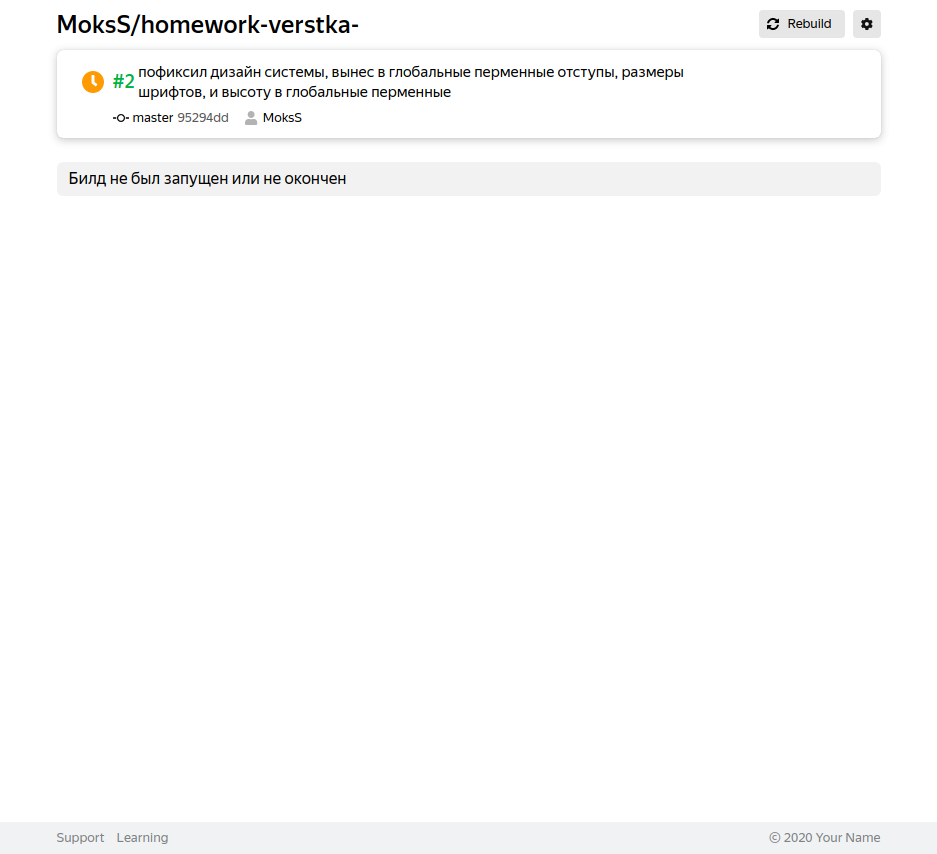 MoksS/homework-verstka-
Rebuild
#2 пофиксил дизайн системы, вынес в глобальные перменные отступы, размеры
шрифтов, и высоту в глобальные перменные
master 95294dd MoksS
Билд не был запущен или не окончен
Support Learning © 2020 Your Name